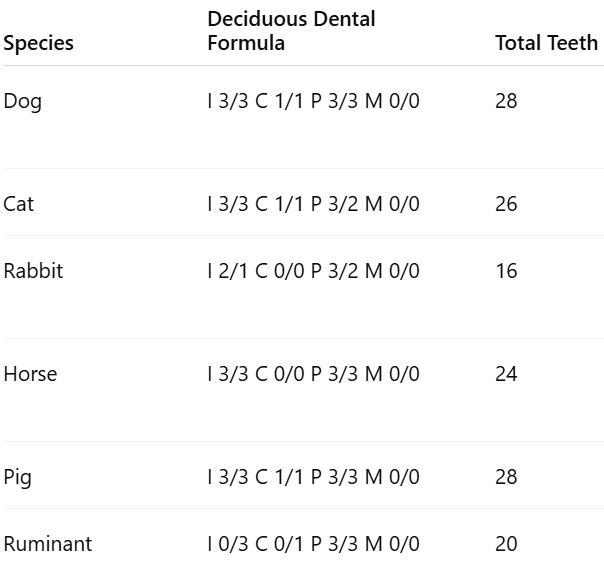 Species Deciduous Dental Formula Total Teeth
Dog I 3/3 C 1/1 P 3/3 M 0/0 28
Cat I 3/3 C 1/1 P 3/2 M 0/0 26
Rabbit I 2/1 C 0/0 P 3/2 M 0/0 16
Horse I 3/3 C 0/0 P 3/3 M 0/0 24
Pig I 3/3 C 1/1 P 3/3 M 0/0 28
Ruminant I 0/3 C 0/1 P 3/3 M 0/0 20